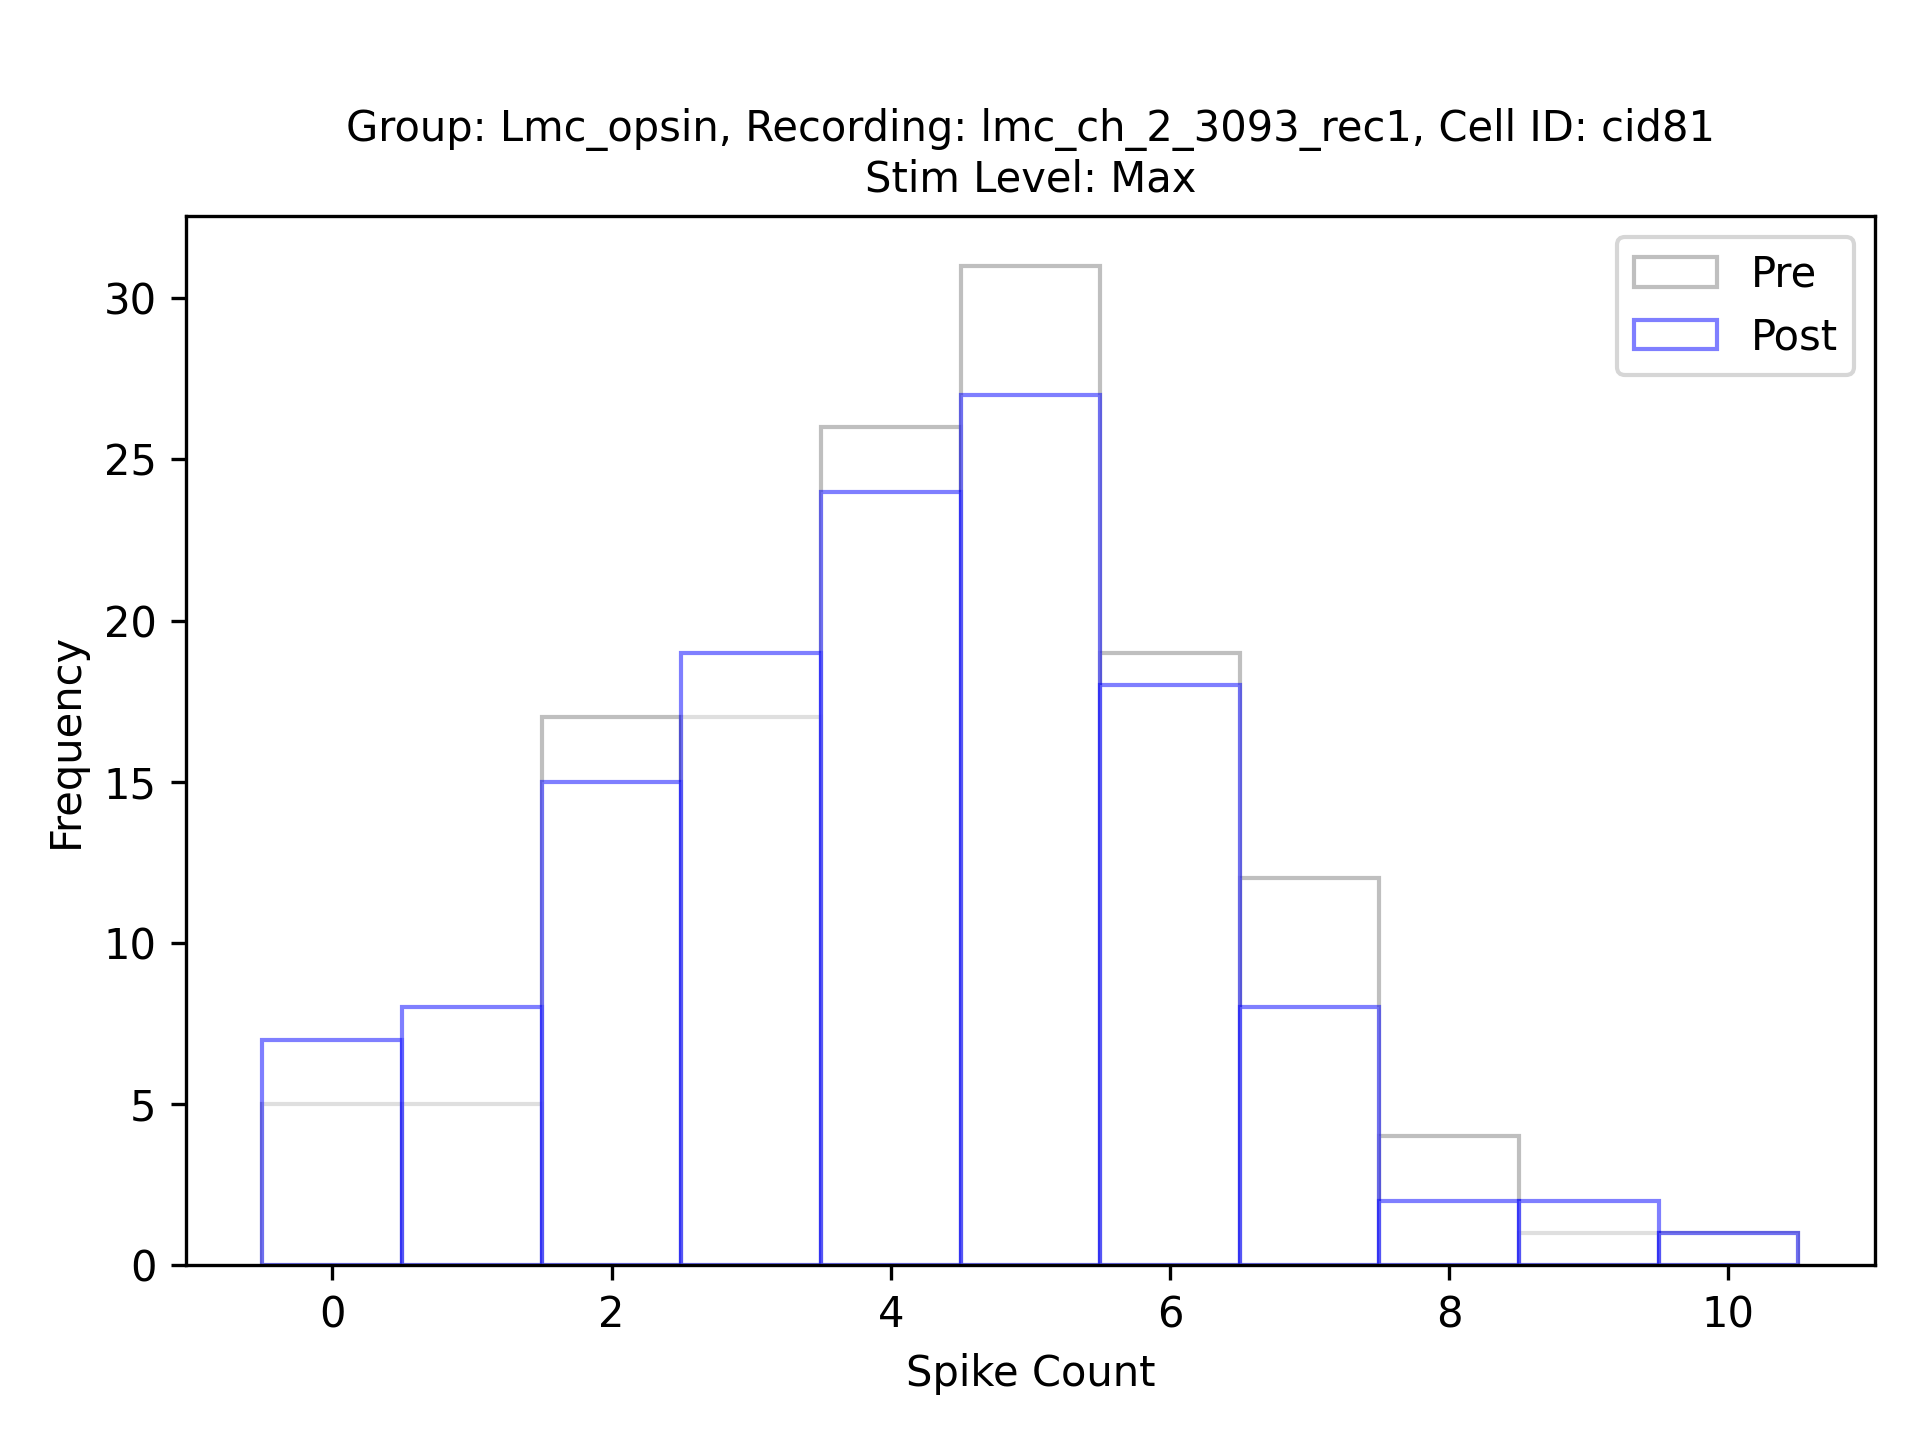 Group: Lmc_opsin, Recording: lmc_ch_2_3093_rec1, Cell ID: cid81
Stim Level: Max
Pre
Post
30
25
20
15
10
5
0
Frequency
0 2 4 6 8 10
Spike Count